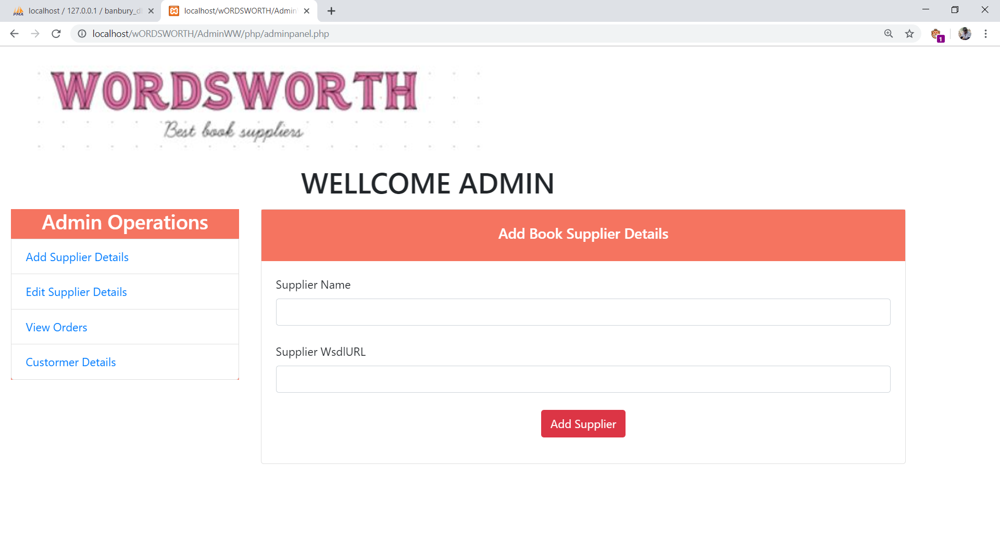 localhost / 127.0.0.1 / banbury_d
localhost/wORDSWORTH/Admin
localhost/wORDSWORTH/AdminWW/php/adminpanel.php
1
WORDSWORTH
Best book suppliers
WELLCOME ADMIN
Admin Operations
Add Supplier Details
Edit Supplier Details
View Orders
Custormer Details
Add Book Supplier Details
Supplier Name
Supplier WsdlURL
Add Supplier